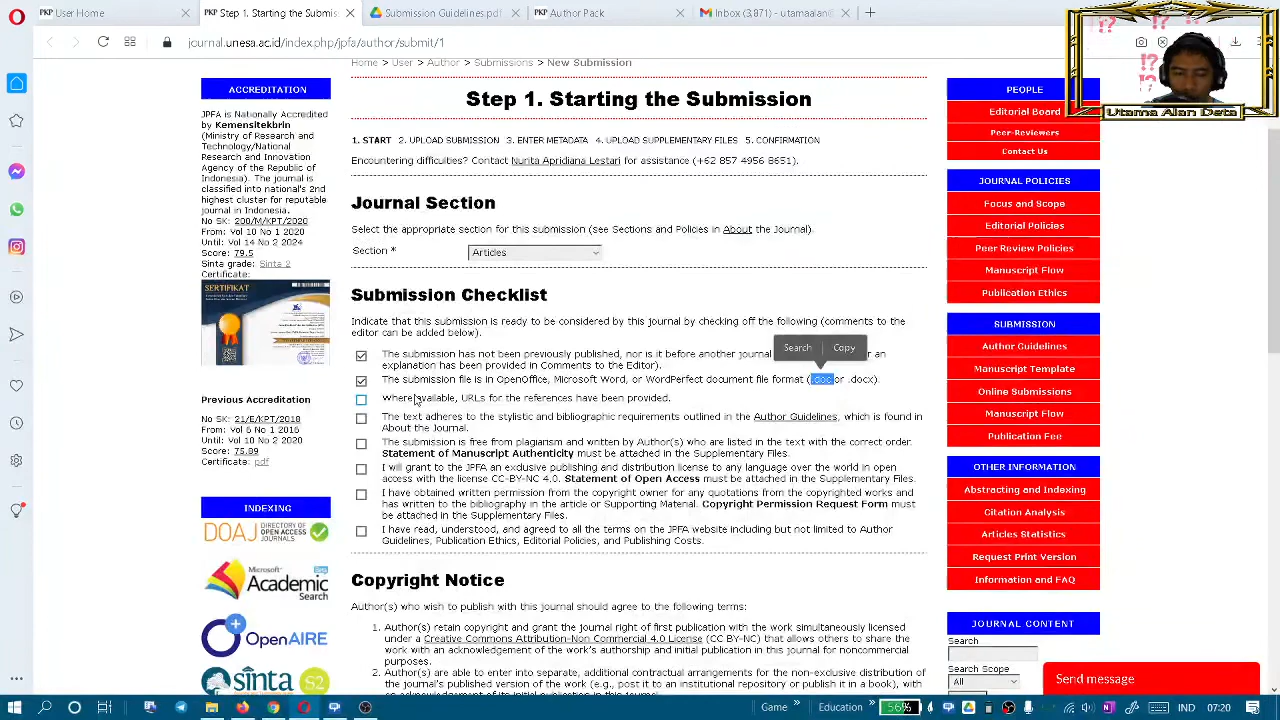 User Home
Step 1. Starting the Submis
Submission Guidelines.pdf
Author Pack
Inbox (3,871) - utamaalan
journal.unesa.ac.id/index.php/jpfa/author/submit/1
Utama Alan Deta
Home > User > Author > Submissions > New Submission
Step 1. Starting the Submission
1. START 2. UPLOAD SUBMISSION 3. ENTER METADATA 4. UPLOAD SUPPLEMENTARY FILES 5. CONFIRMATION
Encountering difficulties? Contact Nurita Apridiana Lestari for assistance
Journal Section
Select the appropriate section for this submission (see Sections and Policies in About the Journal).
Section *
Articles
Submission Checklist
Indicate that this submission is ready to be considered by this journal by checking off the following (comments to the
editor can be added below).
Search
Copy
The submission has not been previously published, nor is it before another journal for an
explanation has been provided in Comments to the Editor).
The submission file is in OpenOffice, Microsoft Word, or WordPerfect document file format (.doc or .docx).
Where available, URLs for the references have been provided.
The text adheres to the stylistic and bibliographic requirements outlined in the Author Guidelines, which is found in
About the Journal.
The submission is free from plagiarism and written by Author(s) who are listed in text with the correct order.
Statement of Manuscript Authenticity must be attached in the Supplementary Files.
I will grant to the JPFA an exclusive publishing and distribution license to any languages over the world in open
access with the license CC-BY-NC 4.0. Statement of Open Access must be attached in the Supplementary Files.
I have obtained written permission from the copyright owner for any quotations from the copyrighted works and
has written to the bibliography in the article or Supporting Material. Copyright Permission Request Form must
be attached in the Supplementary Files.
I have read, understood, and agreed all the information on the JPFA website including but not limited to Author
Guidelines, Publication Ethics, Editorial Policies, and Publishing Costs.
Copyright Notice
Author(s) who wish to publish with this journal should agree to the following terms:
1. Author(s) retain copyright and grant the journal right of first publication with the work simultaneously licensed
under a Creative Commons Attribution-Non Commercial 4.0 License (CC BY-NC) that allows others to share the
work with an acknowledgement of the work's authorship and initial publication in this journal for noncommercial
purposes.
2. Author(s) are able to enter into separate, additional contractual arrangements for the non-exclusive distribution of
the journal's published version of the work (e.g., post it to an institutional repository or publish it in a book), with
ACCREDITATION
JPFA is Nationally Accredited
by KemenristekBrin
(Ministry of Research and
Technology/National
Research and Innovation
Agency of the Republic of
Indonesia). The journal is
classified into national's 2nd
highest cluster for reputable
journal in Indonesia.
No SK: 200/M/KPT/2020
From: Vol 10 No 1 2020
Until: Vol 14 No 2 2024
Score: 79.5
Sinta grade: Sinta 2
Certificate:
SERTIFIKAT
Previous Accreditation
No SK: 21/E/KPT/2018
From: Vol 6 No 1 2016
Until: Vol 10 No 2 2020
Score: 75.89
Certificate: pdf
INDEXING
DOAJ DIRECTORY OF
OPEN ACCESS
JOURNALS
Microsoft
Academic
Search
OpenAIRE
sinta S2
PEOPLE
Editorial Board
Peer-Reviewers
Contact Us
JOURNAL POLICIES
Focus and Scope
Editorial Policies
Peer Review Policies
Manuscript Flow
Publication Ethics
SUBMISSION
Author Guidelines
Manuscript Template
Online Submissions
Manuscript Flow
Publication Fee
OTHER INFORMATION
Abstracting and Indexing
Citation Analysis
Articles Statistics
Request Print Version
Information and FAQ
JOURNAL CONTENT
Search
Search Scope
All
Send message
Game
Education
56%
IND
07:20